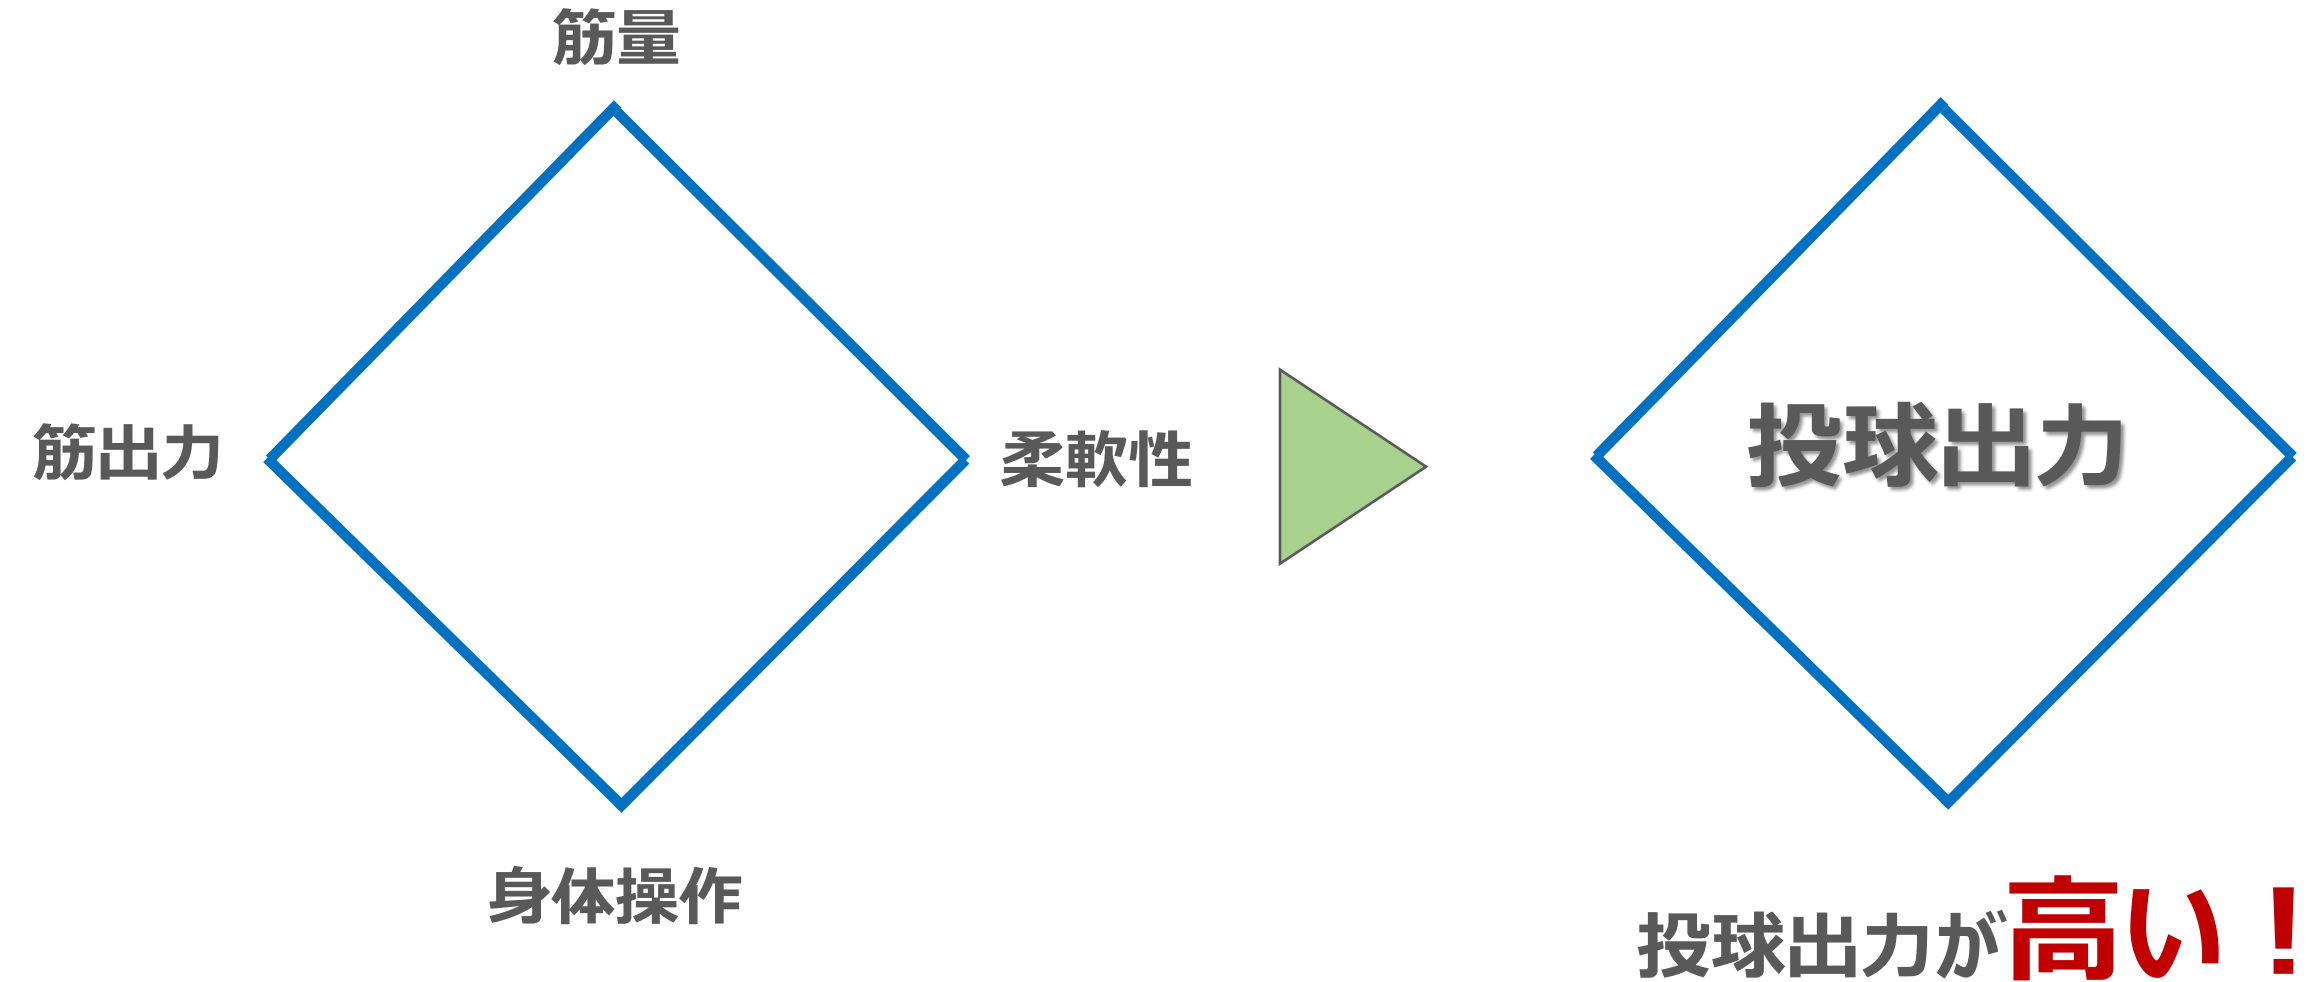 筋量
筋出力
柔軟性
身体操作
投球出力
投球出力が高い！